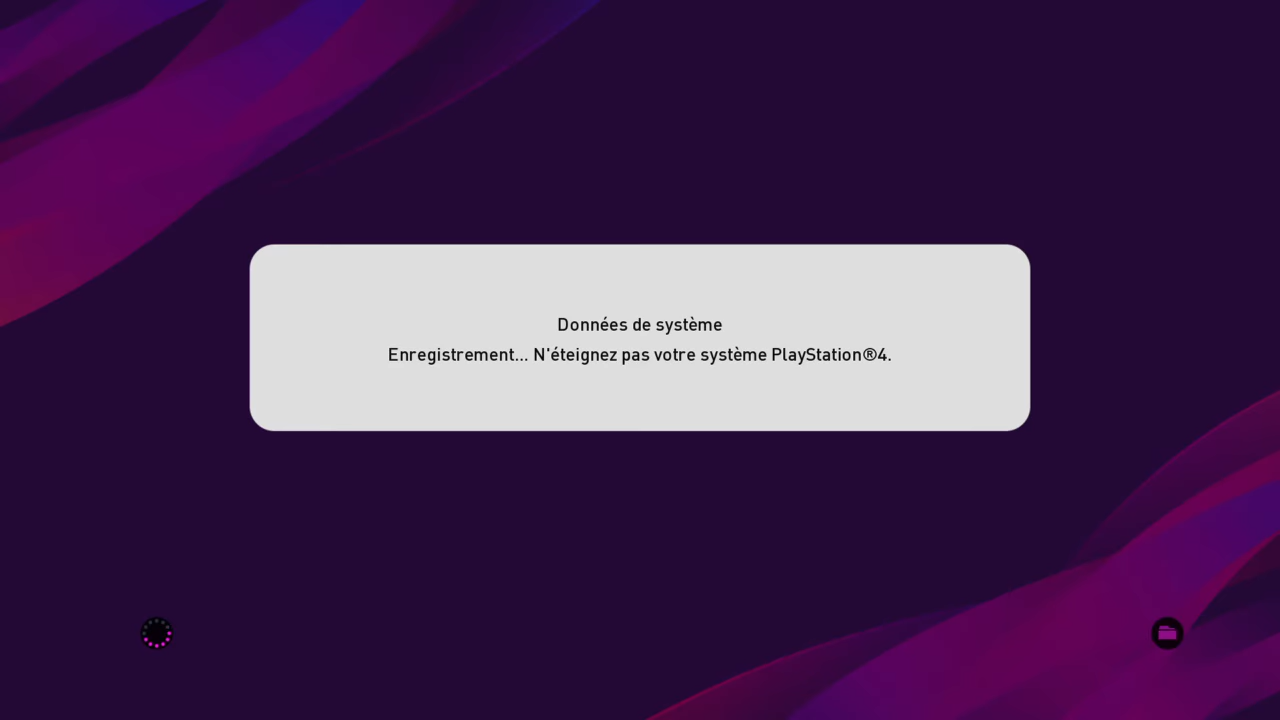 Données de système
Enregistrement... N'éteignez pas votre système PlayStation®4.